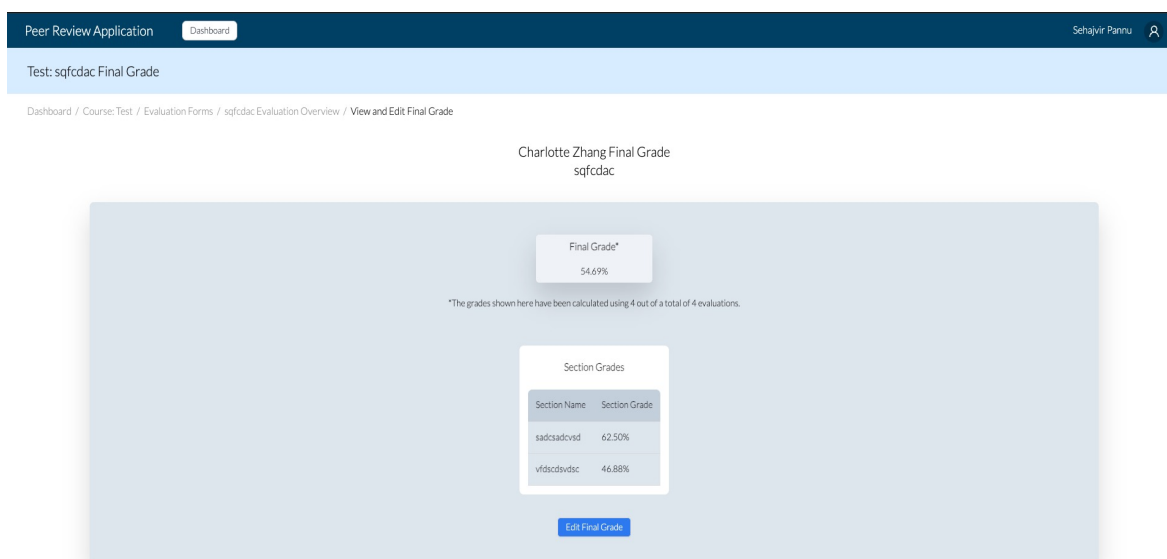 Peer Review Application Dashboard Sehajvir Pannu
Test: sqfcdac Final Grade
Dashboard / Course: Test / Evaluation Forms / sqfcdac Evaluation Overview / View and Edit Final Grade
Charlotte Zhang Final Grade
sqfcdac
Final Grade*
54.69%
*The grades shown here have been calculated using 4 out of a total of 4 evaluations.
Section Grades
Section Name Section Grade
sadcsadcvsd 62.50%
vfdscdsvdsc 46.88%
Edit Final Grade